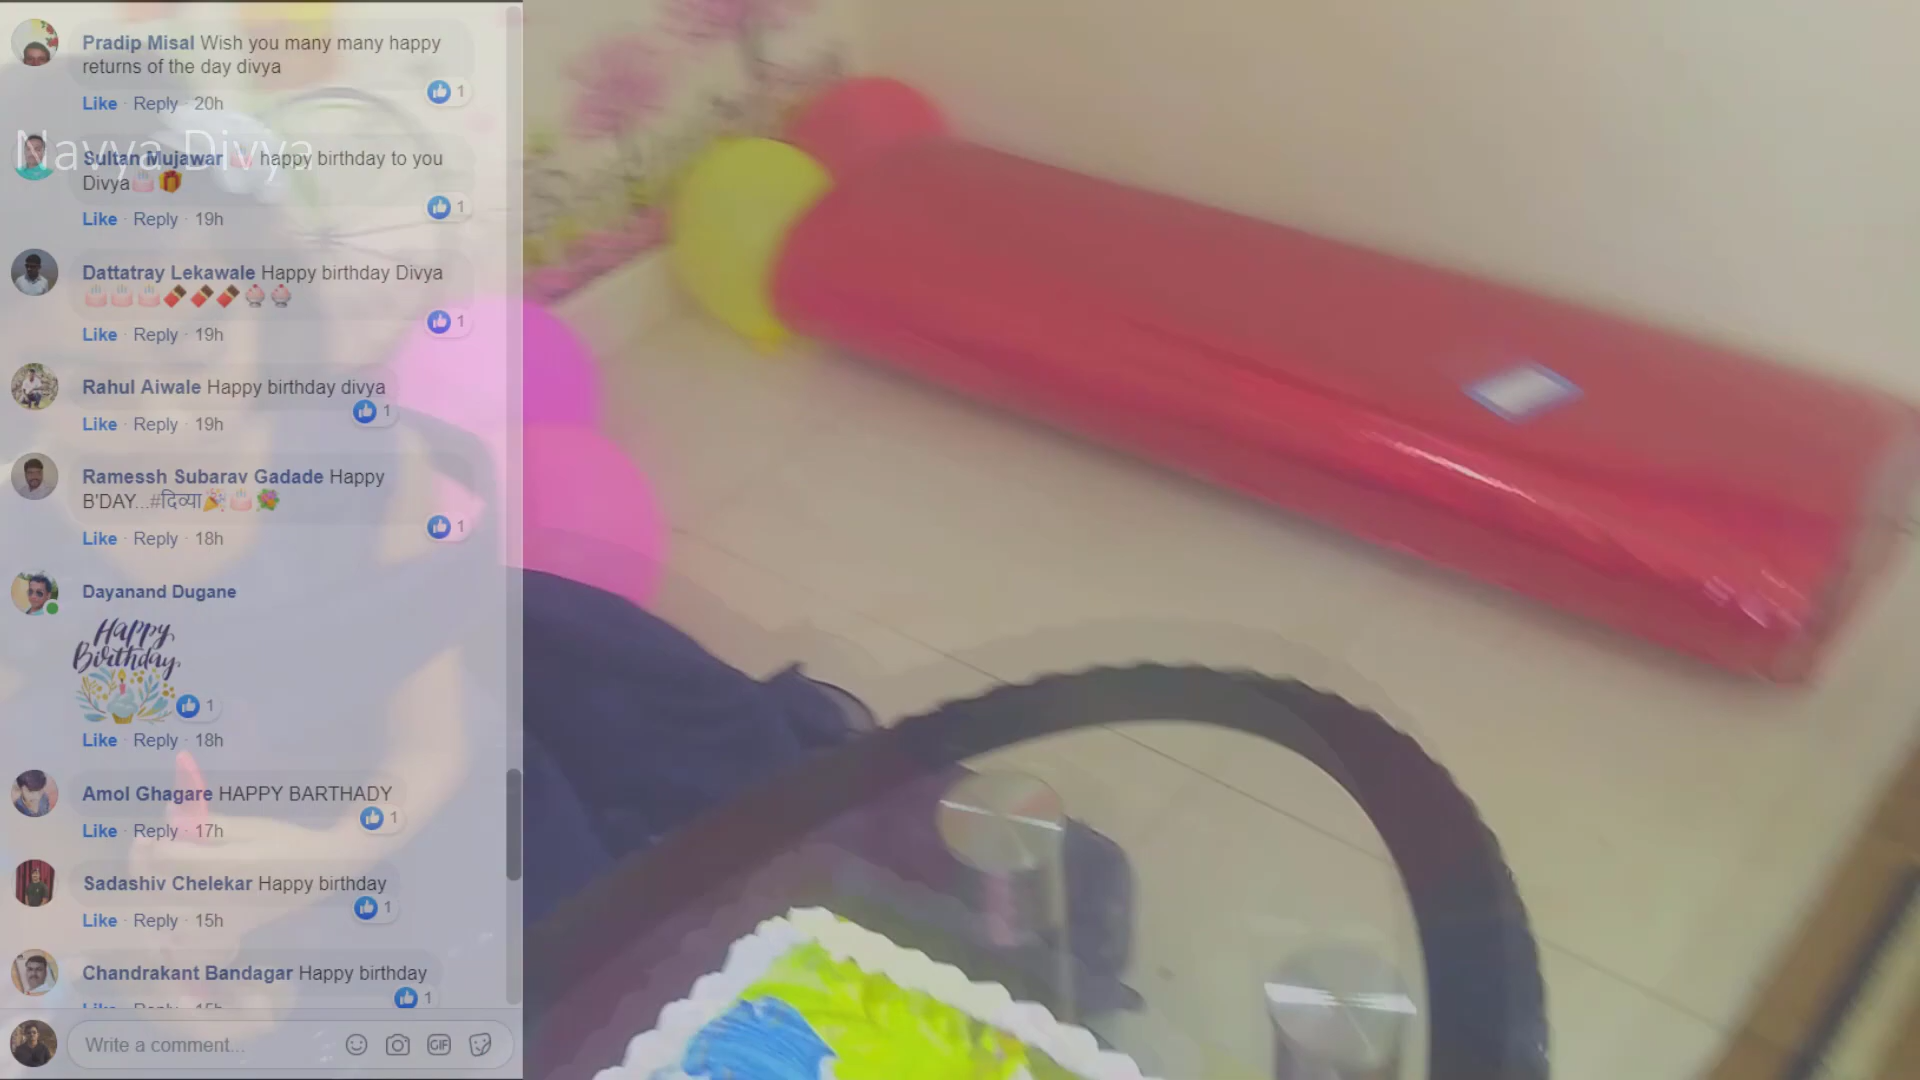 Pradip Misal Wish you many many happy
returns of the day divya
1
Like · Reply · 20h
Navya Divya
Sultan Mujawar 🎂 happy birthday to you
Divya🎂🎁
1
Like · Reply · 19h
Dattatray Lekawale Happy birthday Divya
🎂🎂🎂🍫🍫🍫🍨🍨
1
Like · Reply · 19h
Rahul Aiwale Happy birthday divya
1
Like · Reply · 19h
Ramessh Subarav Gadade Happy
B'DAY...#दिव्या🎉🎂💐
1
Like · Reply · 18h
Dayanand Dugane
Happy
Birthday
1
Like · Reply · 18h
Amol Ghagare HAPPY BARTHADY
1
Like · Reply · 17h
Sadashiv Chelekar Happy birthday
1
Like · Reply · 15h
Chandrakant Bandagar Happy birthday
1
Like · Reply · 15h
Write a comment...
GIF